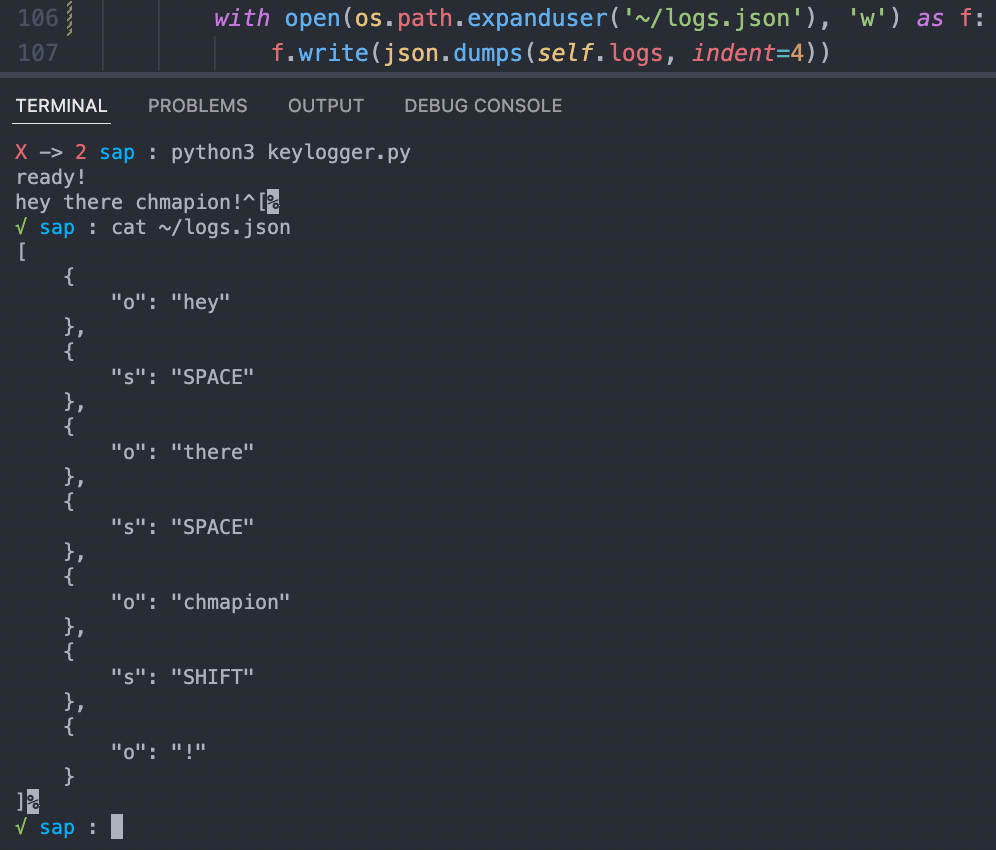 106 with open(os.path.expanduser('~/logs.json'), 'w') as f:
107 f.write(json.dumps(self.logs, indent=4))
TERMINAL PROBLEMS OUTPUT DEBUG CONSOLE
X —> 2 sap : python3 keylogger.py
ready!
hey there chmapion!^[%
√ sap : cat ~/logs.json
[
{
"o": "hey"
},
{
"s": "SPACE"
},
{
"o": "there"
},
{
"s": "SPACE"
},
{
"o": "chmapion"
},
{
"s": "SHIFT"
},
{
"o": "!"
}
]%
√ sap :